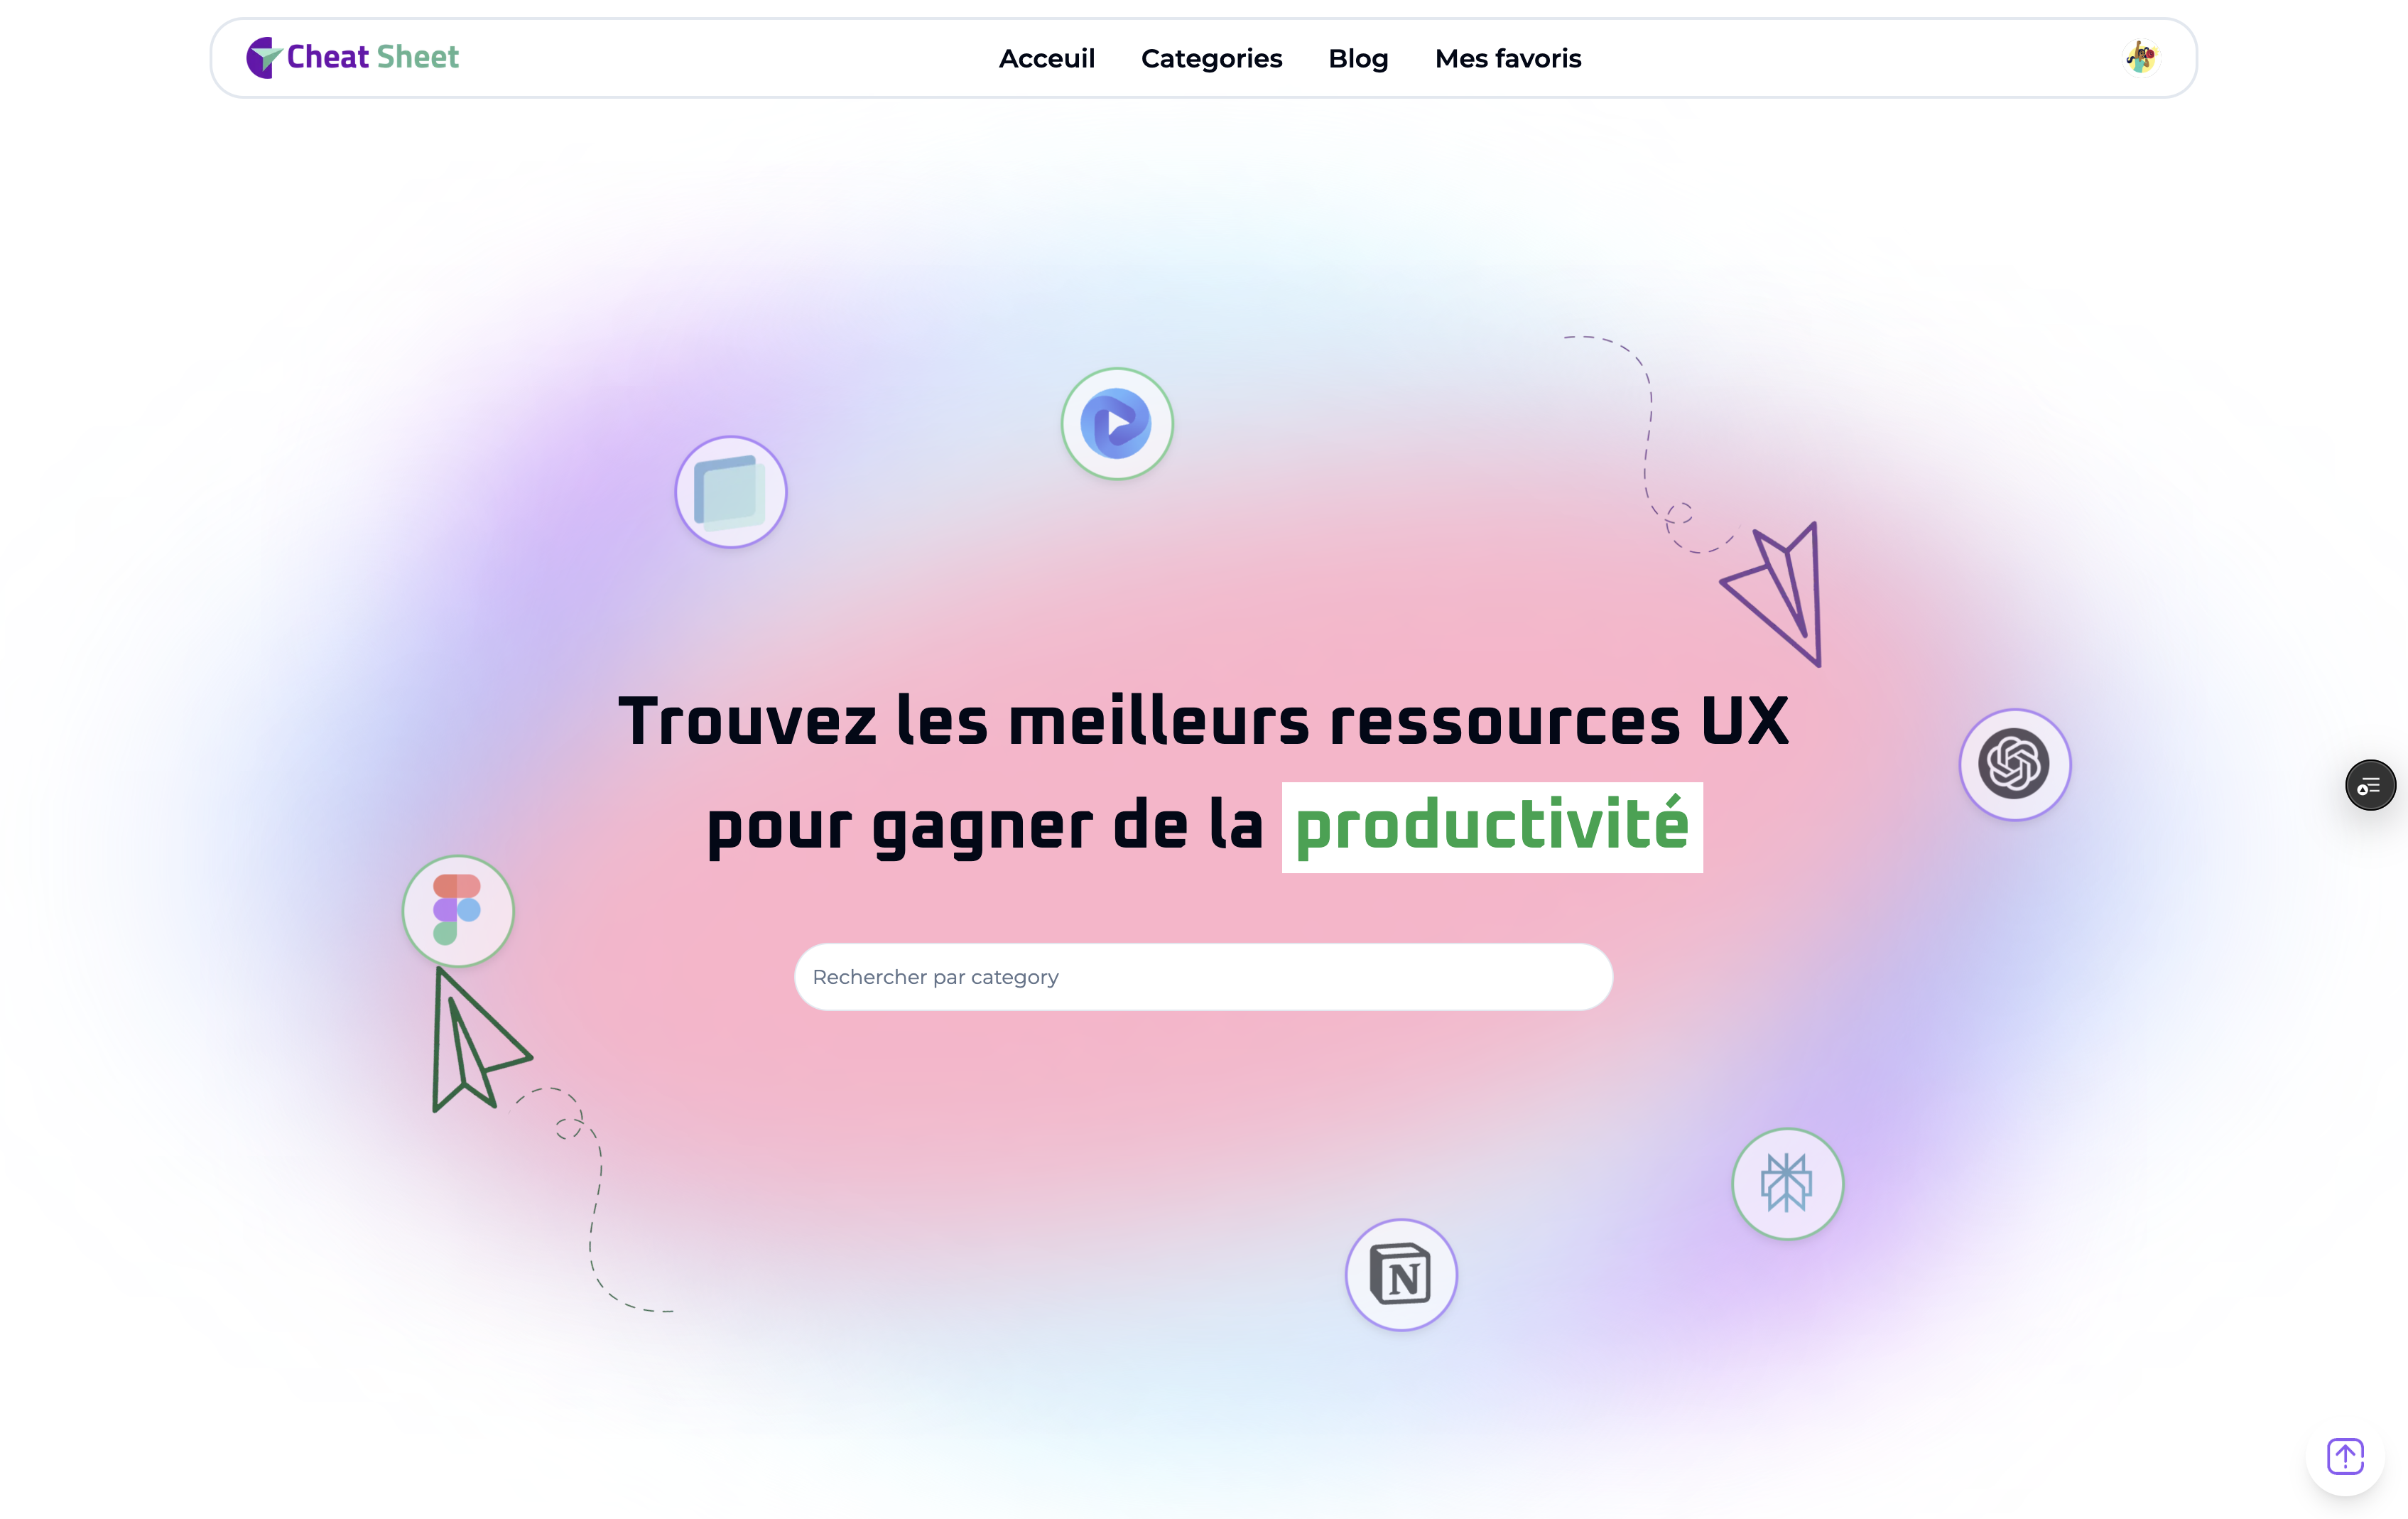 Cheat Sheet
Acceuil Categories Blog Mes favoris
Trouvez les meilleurs ressources UX
pour gagner de la productivité
Rechercher par category
N